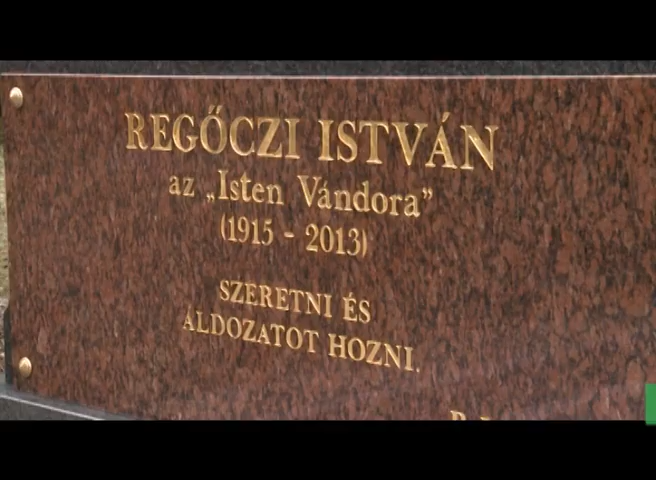 REGŐCZI ISTVÁN
az „Isten Vándora”
(1915 - 2013)
SZERETNI ÉS
ÁLDOZATOT HOZNI.